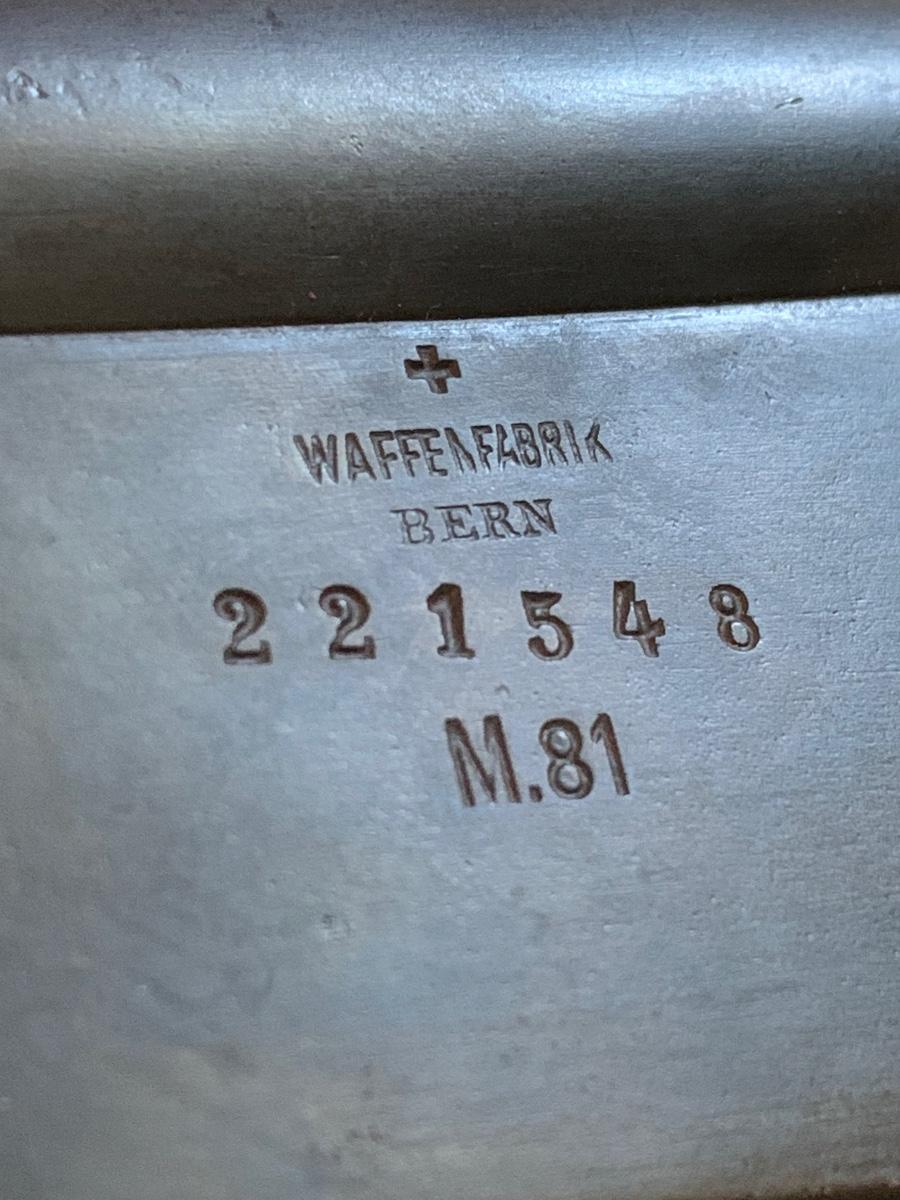 WAFFENFABRIK
BERN
221548
M.81